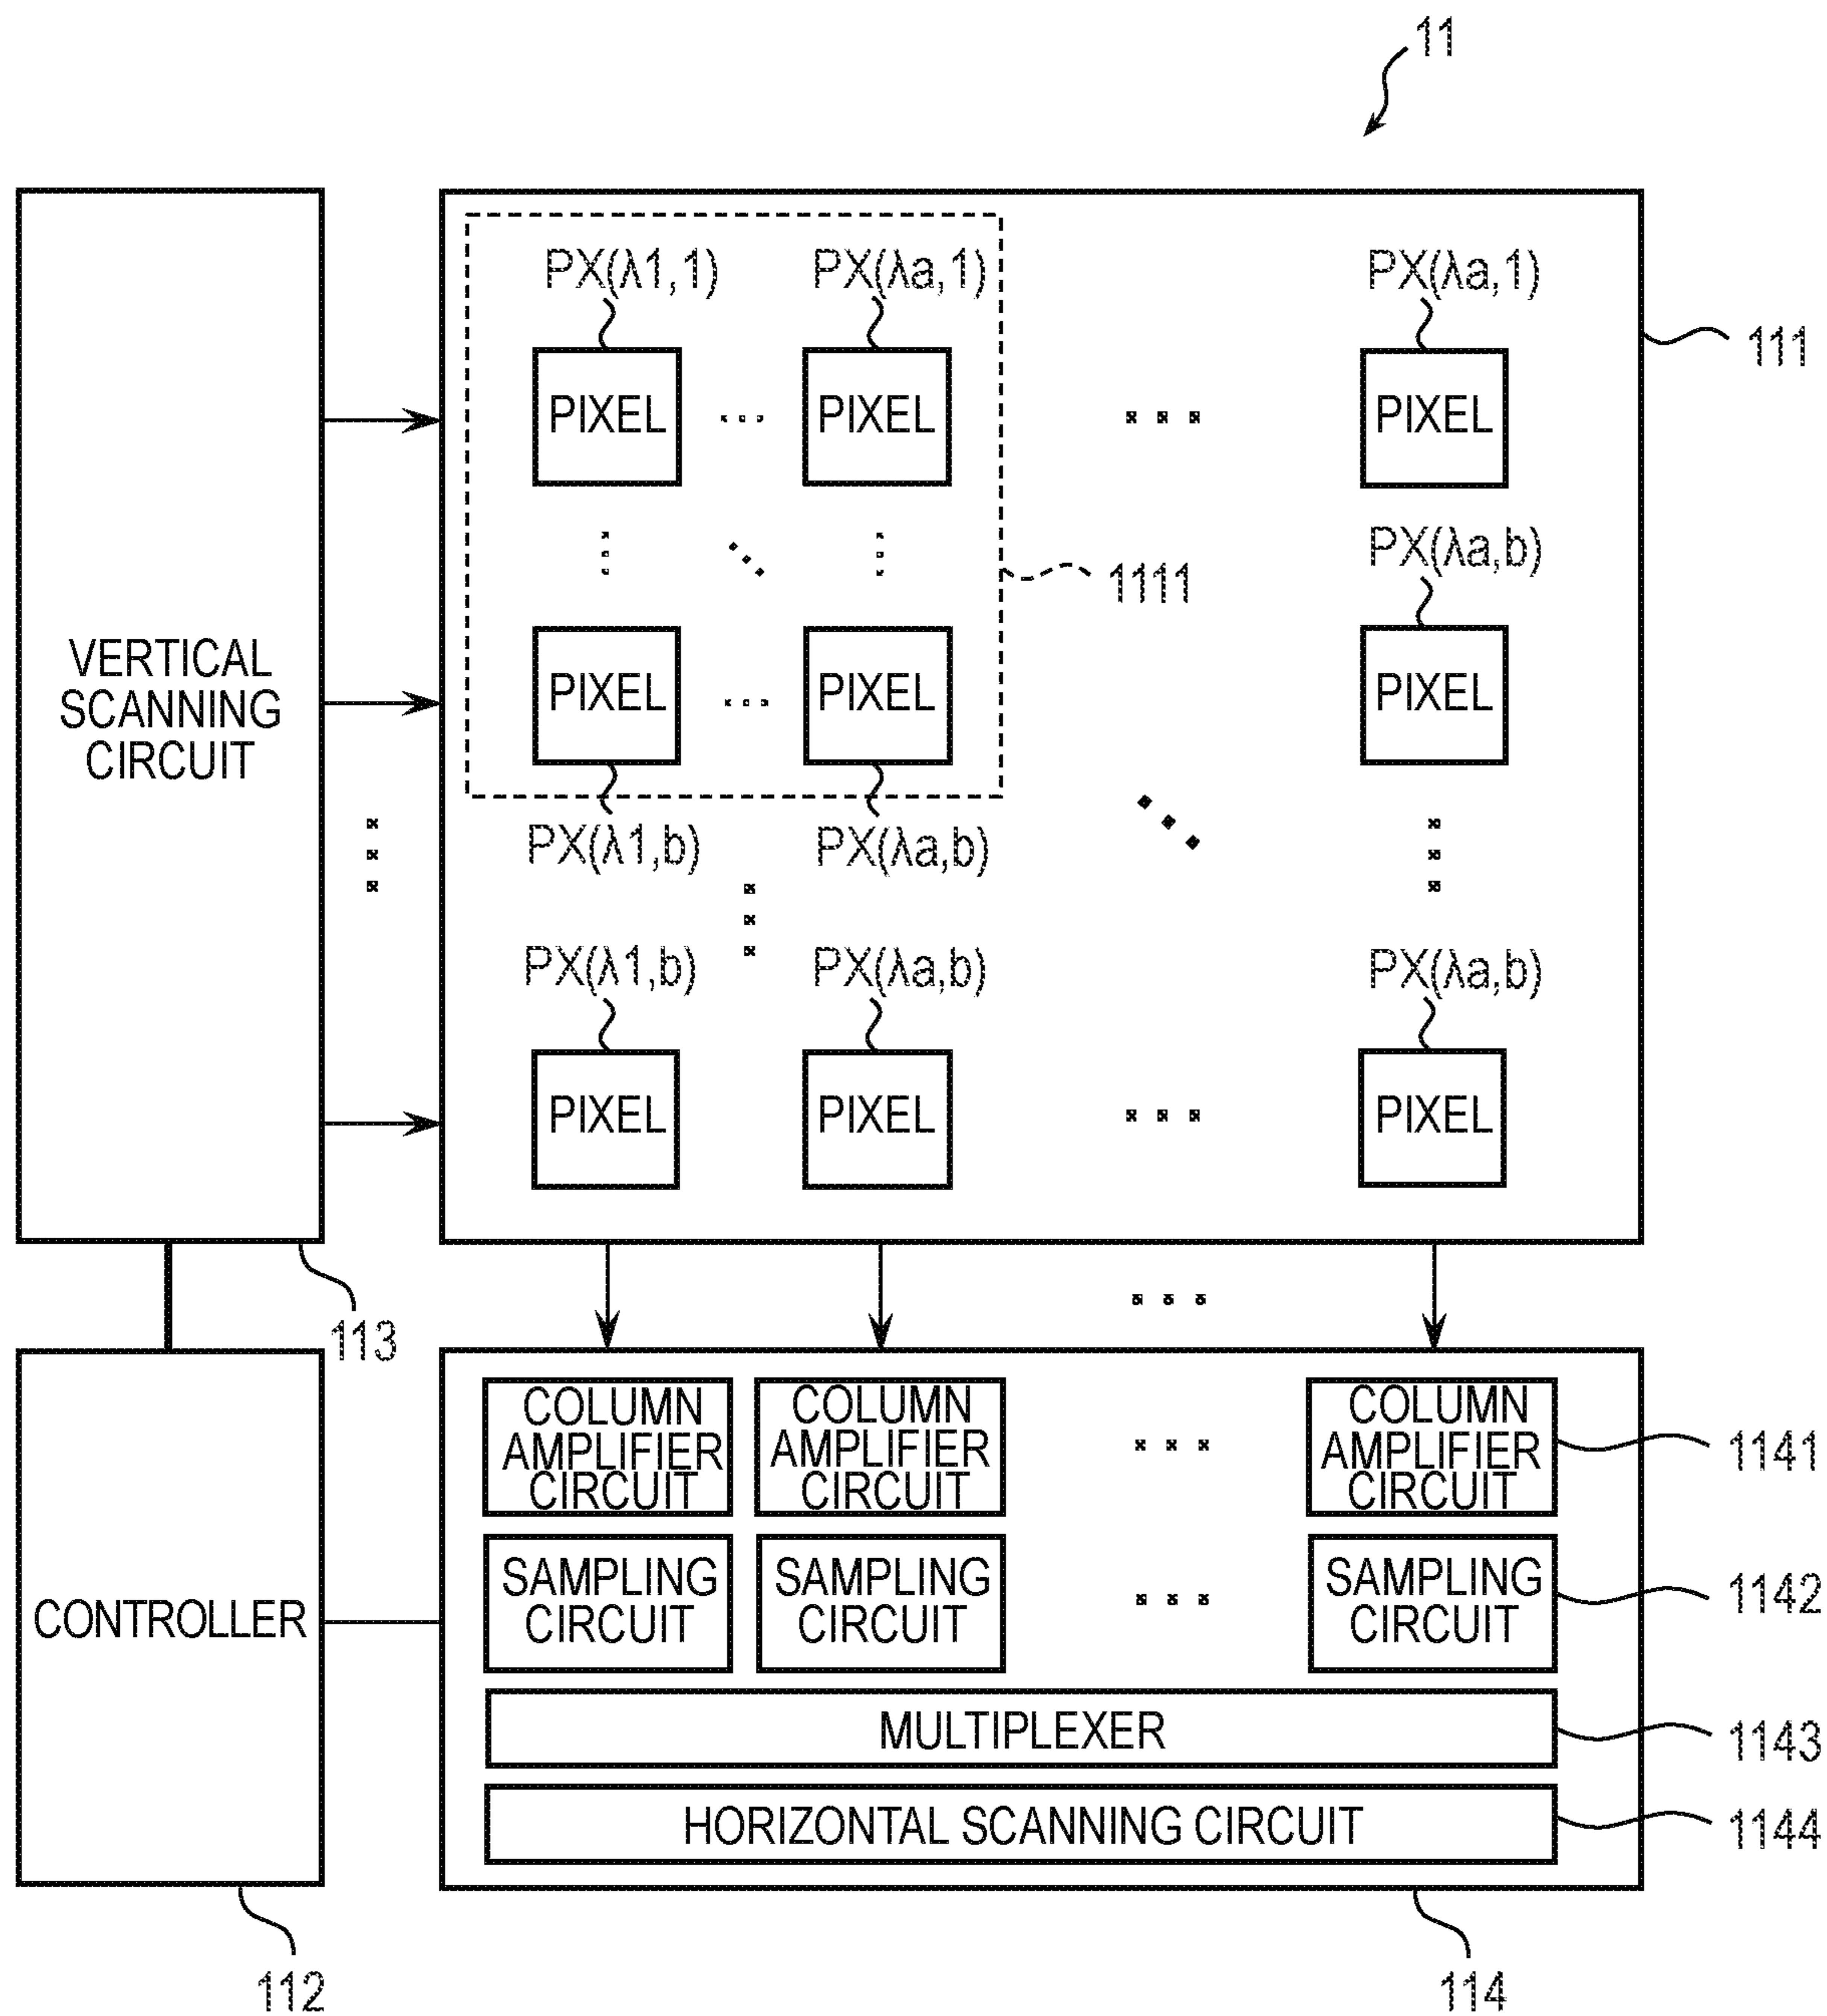 11
PX(λ1,1)
PX(λa,1)
PX(λa,1)
111
PIXEL
PIXEL
PIXEL
PX(λa,b)
1111
VERTICAL
SCANNING
CIRCUIT
PIXEL
PIXEL
PIXEL
PX(λ1,b)
PX(λa,b)
PX(λ1,b)
PX(λa,b)
PX(λa,b)
PIXEL
PIXEL
PIXEL
113
CONTROLLER
COLUMN
AMPLIFIER
CIRCUIT
COLUMN
AMPLIFIER
CIRCUIT
COLUMN
AMPLIFIER
CIRCUIT
1141
SAMPLING
CIRCUIT
SAMPLING
CIRCUIT
SAMPLING
CIRCUIT
1142
MULTIPLEXER
1143
HORIZONTAL SCANNING CIRCUIT
1144
112
114